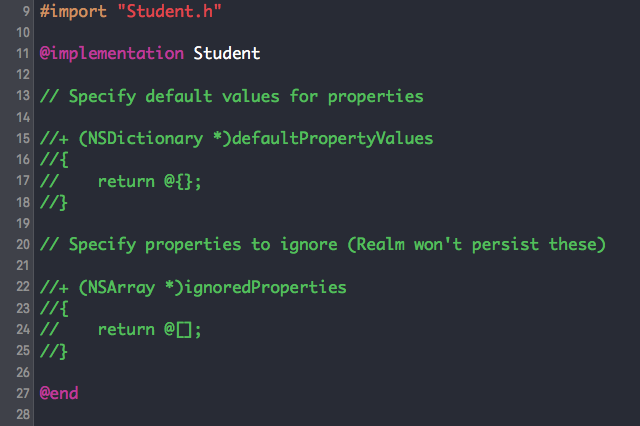 9 #import "Student.h"
10
11 @implementation Student
12
13 // Specify default values for properties
14
15 //+ (NSDictionary *)defaultPropertyValues
16 //{
17 //    return @{};
18 //}
19
20 // Specify properties to ignore (Realm won't persist these)
21
22 //+ (NSArray *)ignoredProperties
23 //{
24 //    return @[];
25 //}
26
27 @end
28